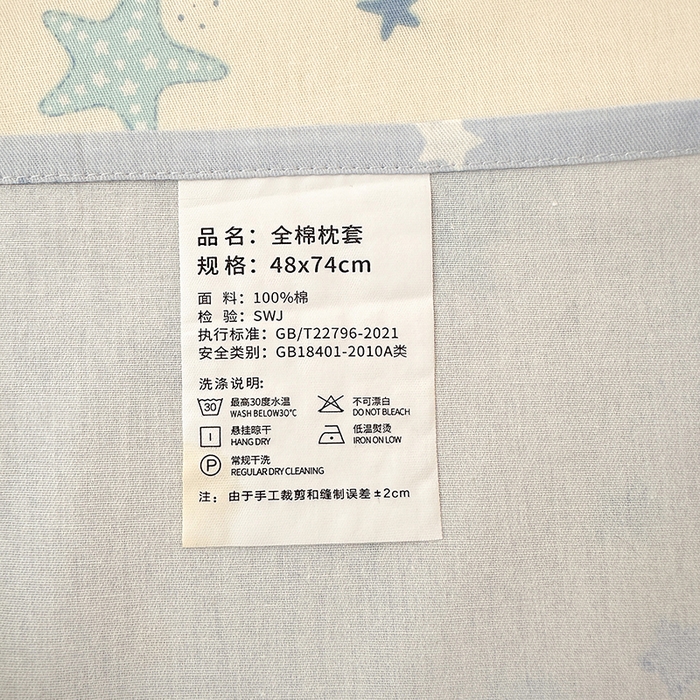 品 名：全棉枕套
规 格：48x74cm
面 料：100%棉
检 验：SWJ
执行标准：GB/T22796-2021
安全类别：GB18401-2010A类
洗涤说明:
30 最高30度水温 不可漂白
WASH BELOW30℃ DO NOT BLEACH
悬挂晾干 低温熨烫
HANG DRY IRON ON LOW
P 常规干洗
REGULAR DRY CLEANING
注：由于手工裁剪和缝制误差±2cm